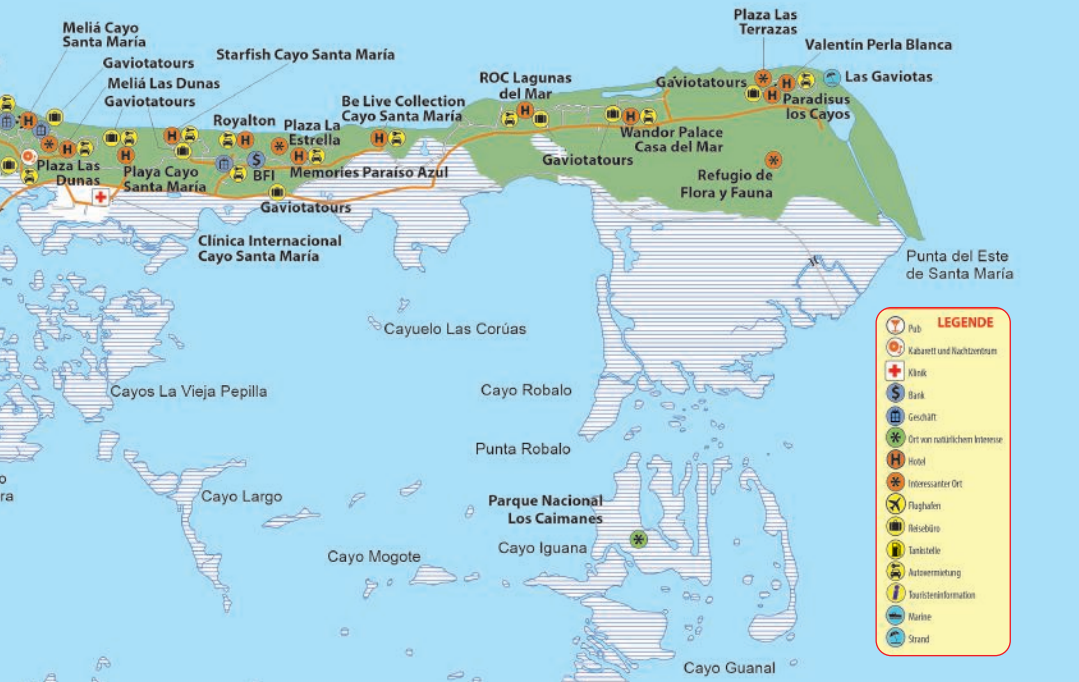 Meliá Cayo
Santa María
Gaviotatours
Meliá Las Dunas
Gaviotatours
Starfish Cayo Santa María
Royalton
Plaza La
Estrella
Be Live Collection
Cayo Santa María
ROC Lagunas
del Mar
Plaza Las
Terrazas
Valentín Perla Blanca
Gaviotatours
Las Gaviotas
Paradisus
los Cayos
Wandor Palace
Casa del Mar
Gaviotatours
Refugio de
Flora y Fauna
Plaza Las
Dunas
Playa Cayo
Santa María
BFI
Memories Paraíso Azul
Gaviotatours
Clínica Internacional
Cayo Santa María
Punta del Este
de Santa María
Cayuelo Las Corúas
Cayos La Vieja Pepilla
Cayo Robalo
Punta Robalo
Cayo Largo
o
ra
Parque Nacional
Los Caimanes
Cayo Iguana
Cayo Mogote
Cayo Guanal
LEGENDE
Pub
Kabarett und Nachtzentrum
Klinik
Bank
Geschäft
Ort von natürlichem Interesse
Hotel
Interessanter Ort
Flughafen
Reisebüro
Tankstelle
Autovermietung
Touristeninformation
Marine
Strand